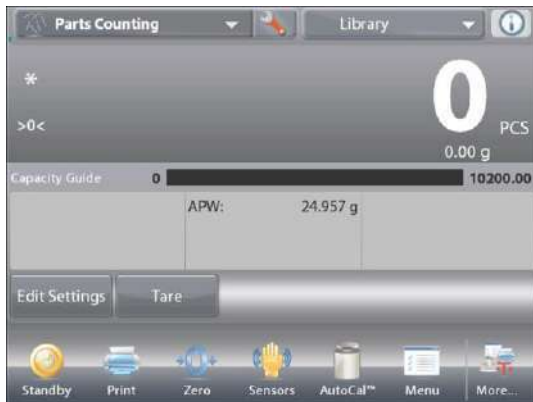 Parts Counting Library
*
0
>0< PCS
0.00 g
Capacity Guide 0 10200.00
APW: 24.957 g
Edit Settings Tare
Standby Print Zero Sensors AutoCal™ Menu More...